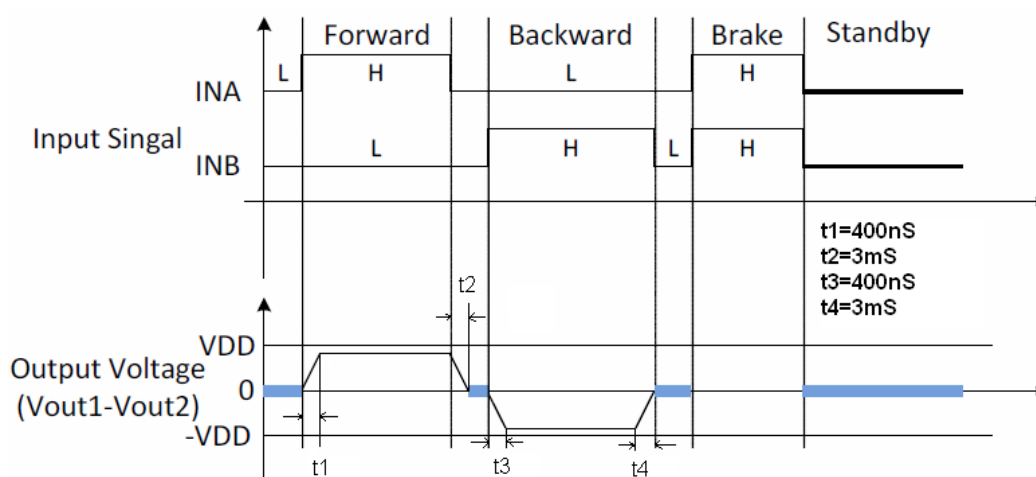 Forward Backward Brake Standby
L H L H
INA
Input Singal
L H L H
INB
t1=400nS
t2=3mS
t3=400nS
t4=3mS
t2
VDD
Output Voltage
0
(Vout1-Vout2)
-VDD
t1 t3 t4